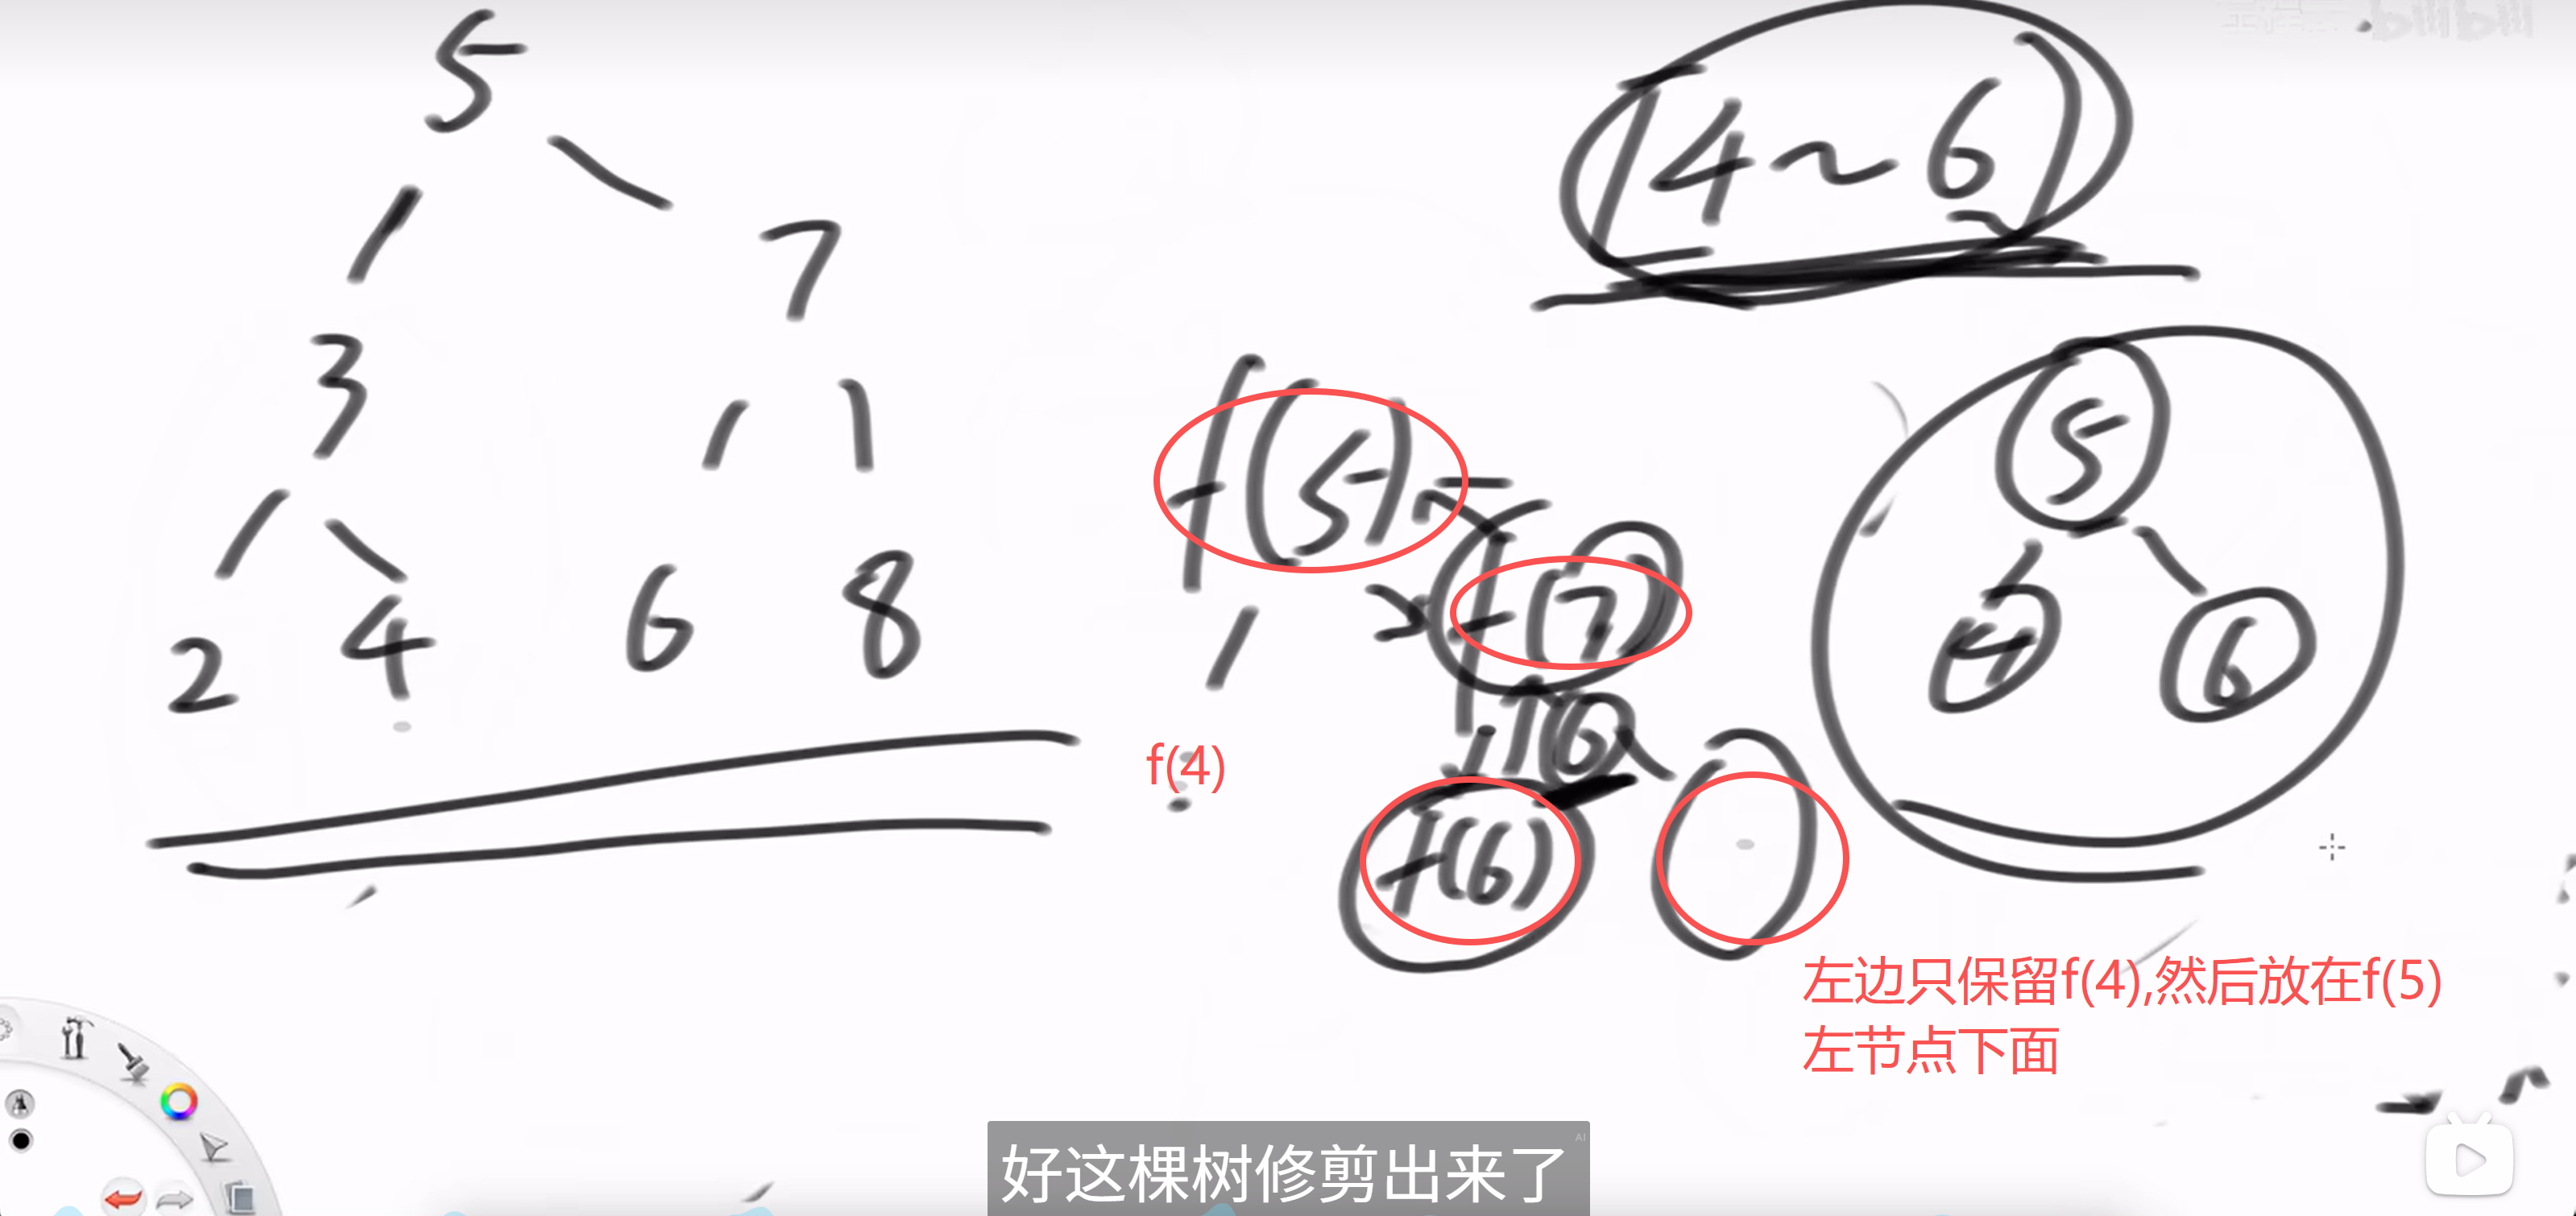 5
7
3
2 4 6 8
[4~6)
f(5)
f(7)
f(4)
f(6)
5
4 6
左边只保留f(4),然后放在f(5)
左节点下面
好这棵树修剪出来了
AI
bilibili